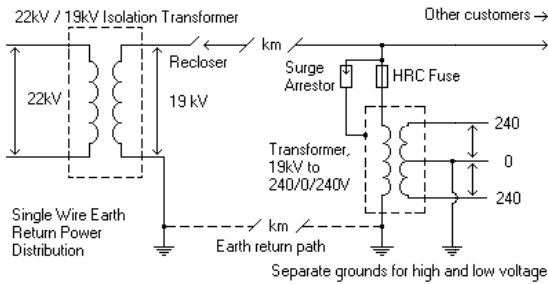 22kV / 19kV Isolation Transformer
Other customers
km
Recloser
Surge
Arrestor
HRC Fuse
22kV
19 kV
Transformer,
19kV to
240/0/240V
240
0
240
Single Wire Earth
Return Power
Distribution
km
Earth return path
Separate grounds for high and low voltage